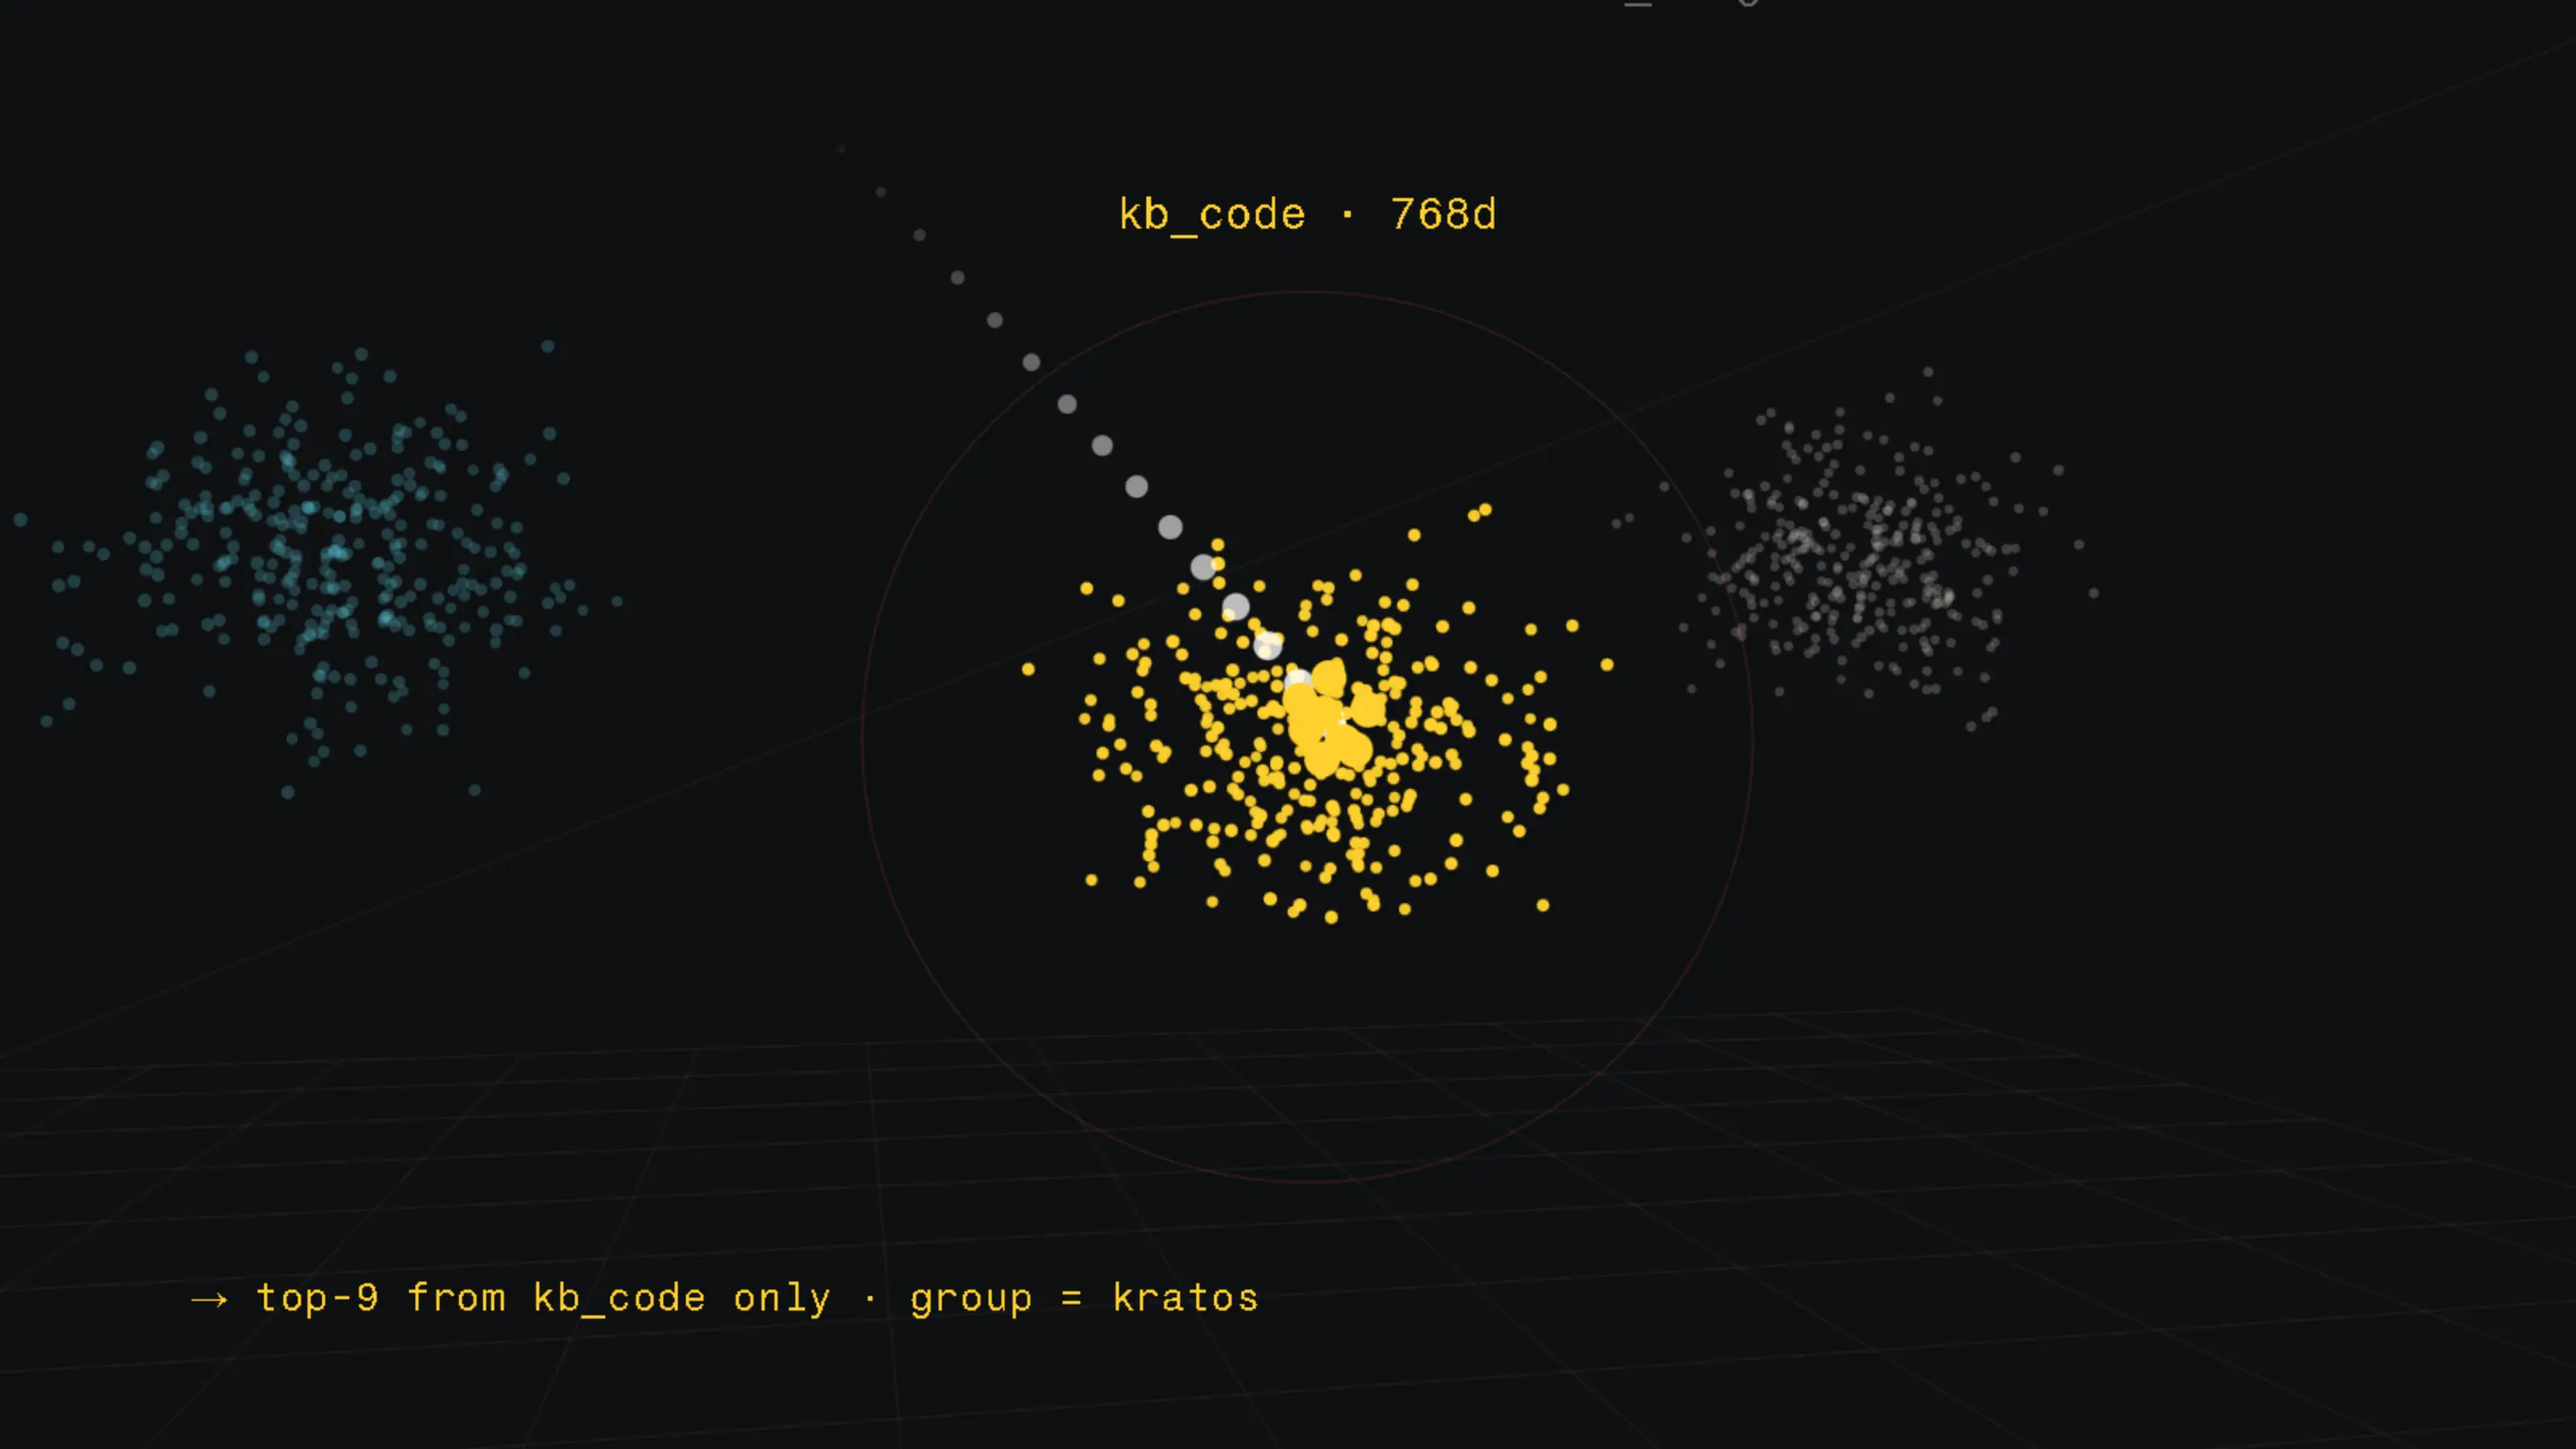 kb_code · 768d
→ top-9 from kb_code only · group = kratos